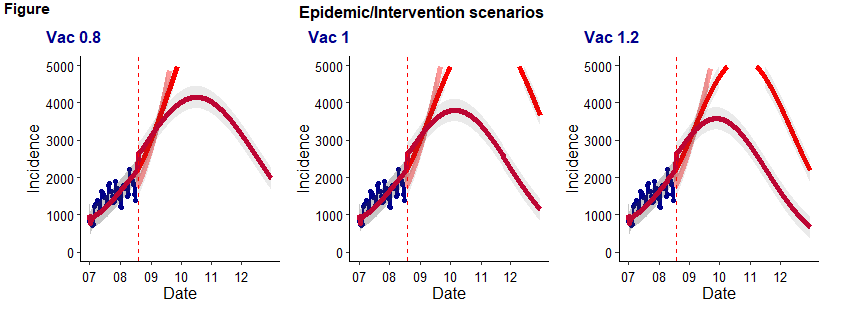 Figure
Epidemic/Intervention scenarios
Vac 0.8
Incidence
5000
4000
3000
2000
1000
0
07 08 09 10 11 12
Date
Vac 1
Incidence
5000
4000
3000
2000
1000
0
07 08 09 10 11 12
Date
Vac 1.2
Incidence
5000
4000
3000
2000
1000
0
07 08 09 10 11 12
Date